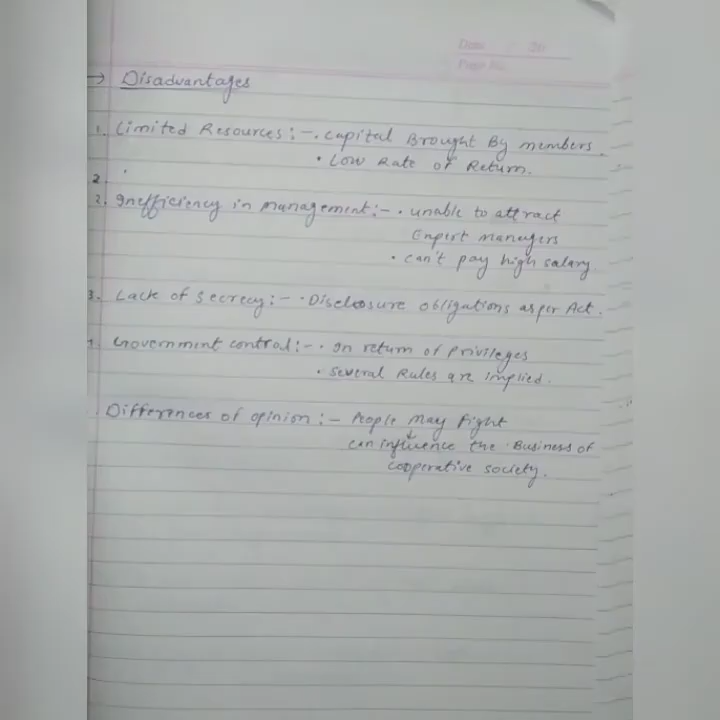 Date 20
Page No.
→ Disadvantages
1. Limited Resources:- • Capital Brought By members.
• Low Rate of Return.
2 •
2. Inefficiency in management:- • unable to attract
Expert managers
• can't pay high salary
3. Lack of secrecy:- • Disclosure obligations as per Act.
Government control:- • In return of Privileges
• several Rules are implied.
Differences of opinion:- People May Fight
↓
can influence the Business of
cooperative society.